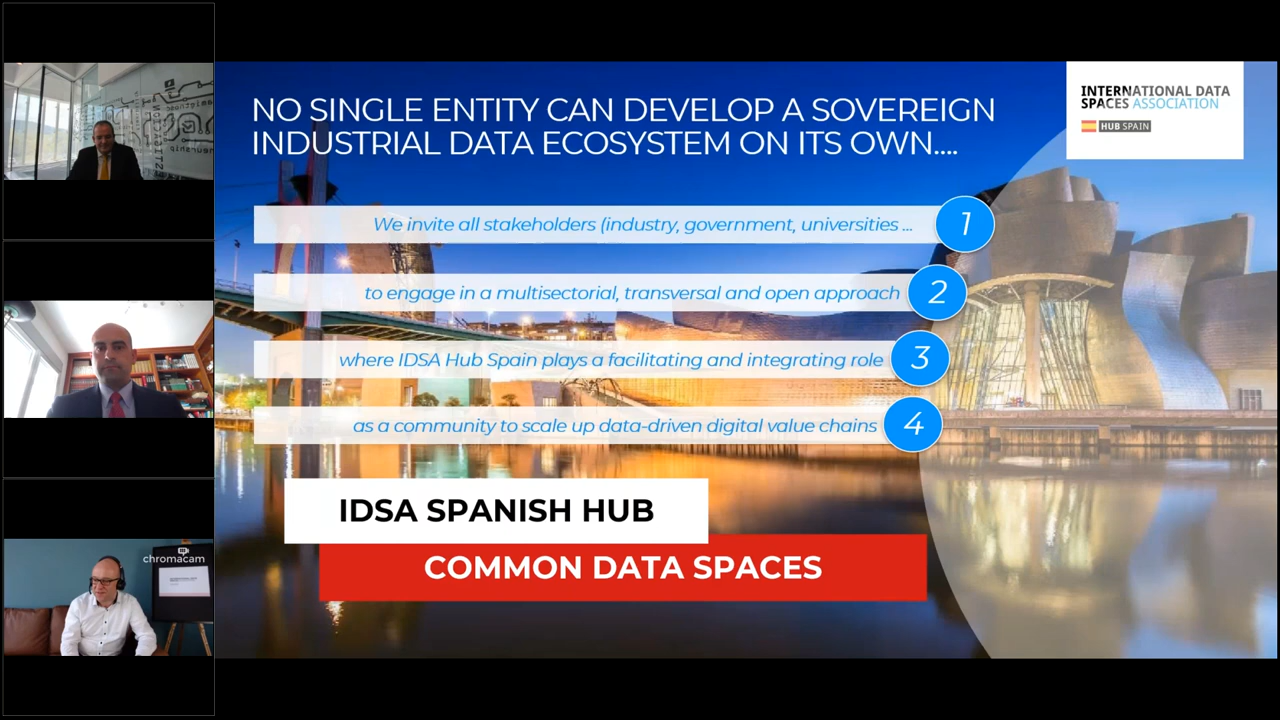 NO SINGLE ENTITY CAN DEVELOP A SOVEREIGN
INDUSTRIAL DATA ECOSYSTEM ON ITS OWN....
INTERNATIONAL DATA
SPACES ASSOCIATION
HUB SPAIN
We invite all stakeholders (industry, government, universities ...
1
to engage in a multisectorial, transversal and open approach
2
where IDSA Hub Spain plays a facilitating and integrating role
3
as a community to scale up data-driven digital value chains
4
IDSA SPANISH HUB
COMMON DATA SPACES
chromacam